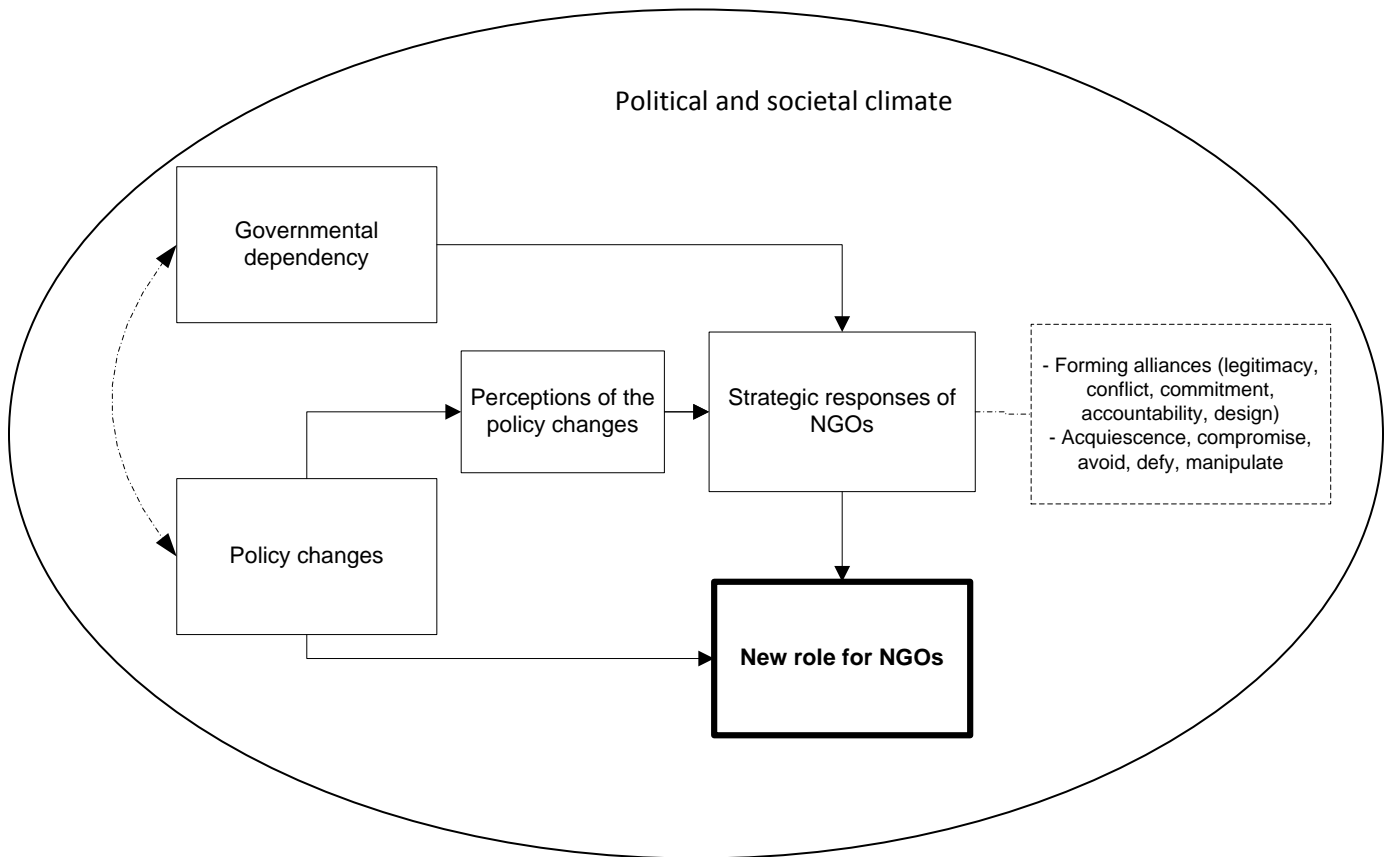 Political and societal climate
Governmental
dependency
Perceptions of the
policy changes
Strategic responses of
NGOs
- Forming alliances (legitimacy,
conflict, commitment,
accountability, design)
- Acquiescence, compromise,
avoid, defy, manipulate
Policy changes
New role for NGOs